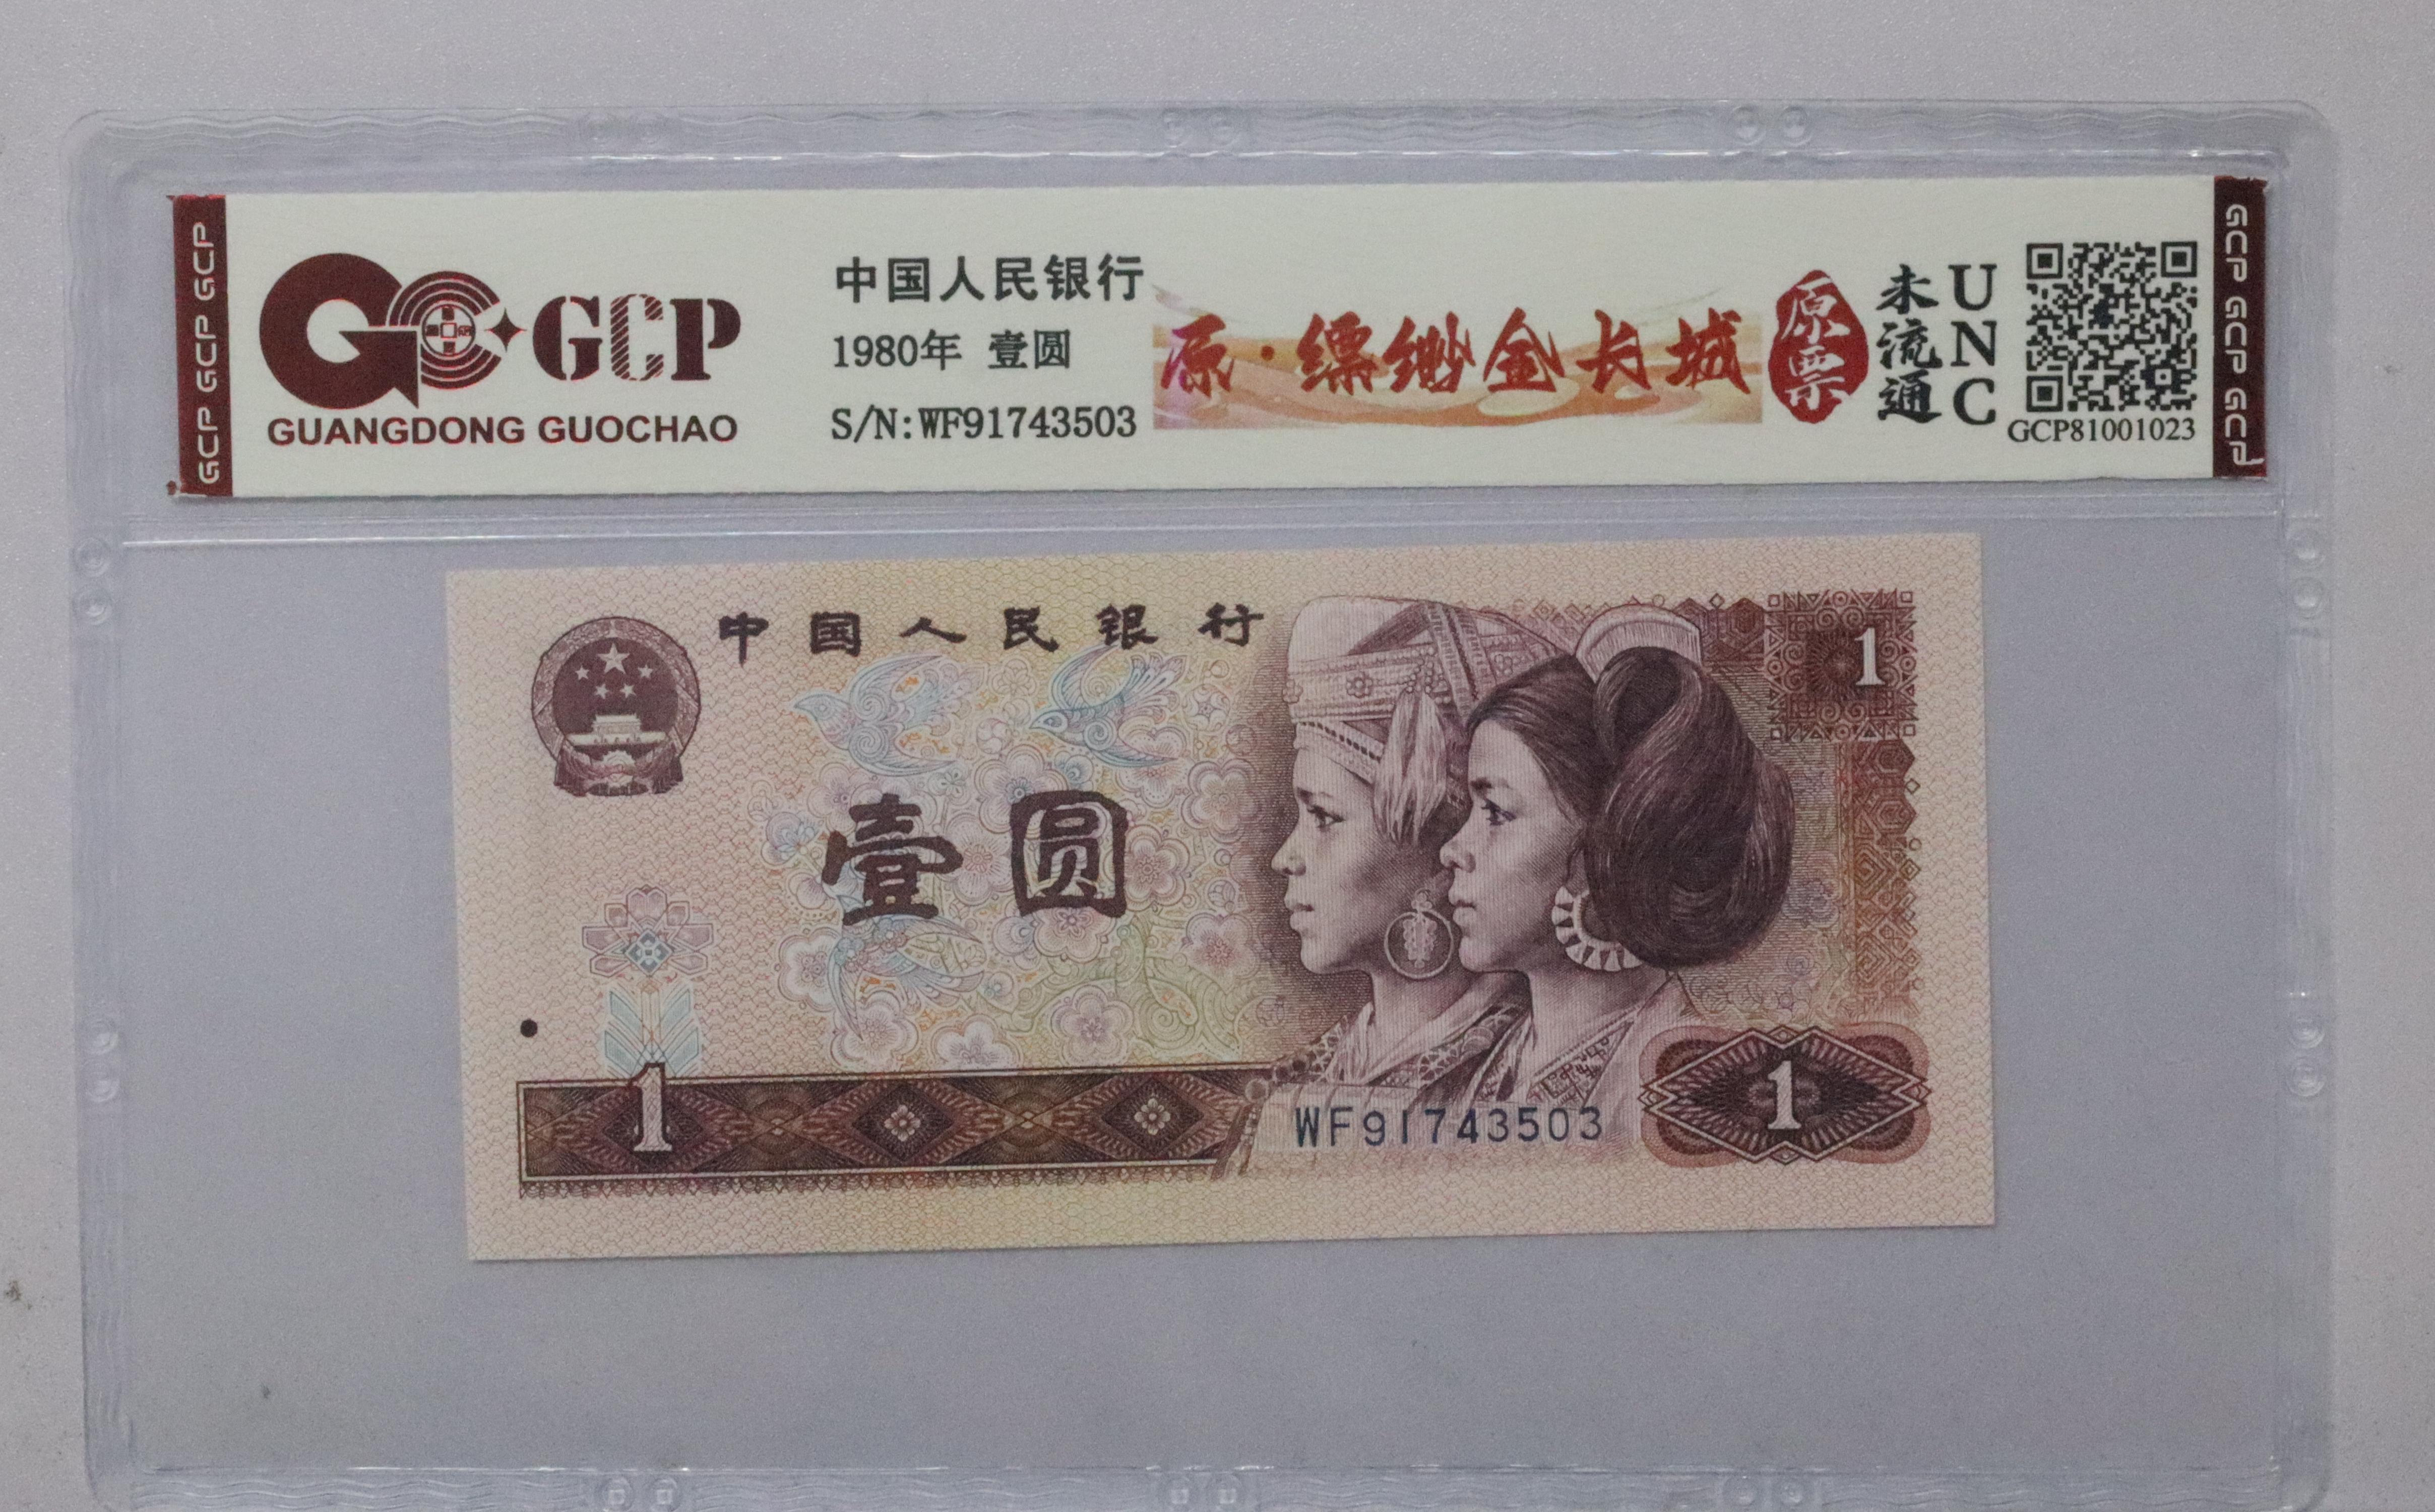 GCP GCP GCP
GCP
GUANGDONG GUOCHAO
中国人民银行
1980年 壹圆
S/N:WF91743503
原·缥缈金长城
原票
未流通
UNC
GCP81001023
GCP GCP GCP
中国人民银行
1
壹圆
1
WF91743503
1